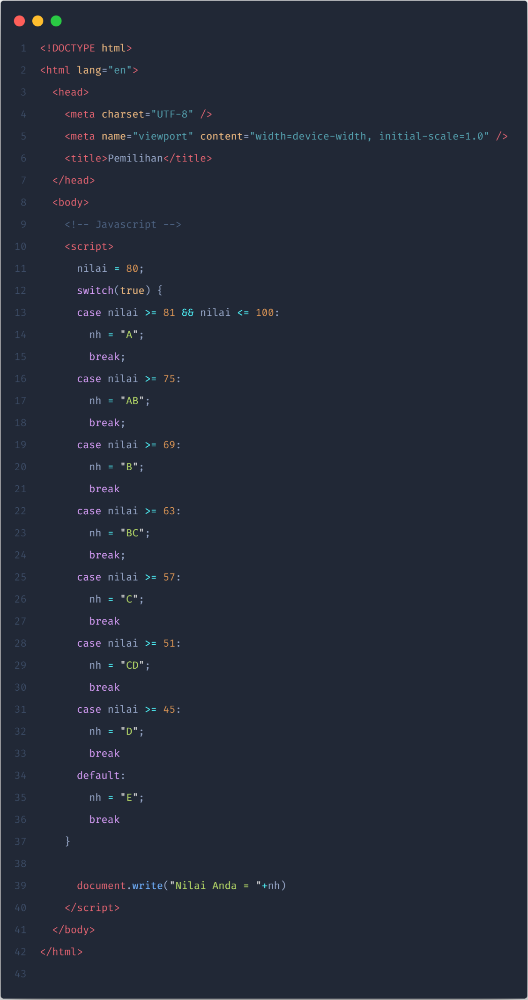 1 <!DOCTYPE html>
2 <html lang="en">
3   <head>
4     <meta charset="UTF-8" />
5     <meta name="viewport" content="width=device-width, initial-scale=1.0" />
6     <title>Pemilihan</title>
7   </head>
8   <body>
9     <!-- Javascript -->
10     <script>
11       nilai = 80;
12       switch(true) {
13       case nilai >= 81 && nilai <= 100:
14         nh = "A";
15         break;
16       case nilai >= 75:
17         nh = "AB";
18         break;
19       case nilai >= 69:
20         nh = "B";
21         break
22       case nilai >= 63:
23         nh = "BC";
24         break;
25       case nilai >= 57:
26         nh = "C";
27         break
28       case nilai >= 51:
29         nh = "CD";
30         break
31       case nilai >= 45:
32         nh = "D";
33         break
34       default:
35         nh = "E";
36         break
37     }
38
39       document.write("Nilai Anda = "+nh)
40     </script>
41   </body>
42 </html>
43